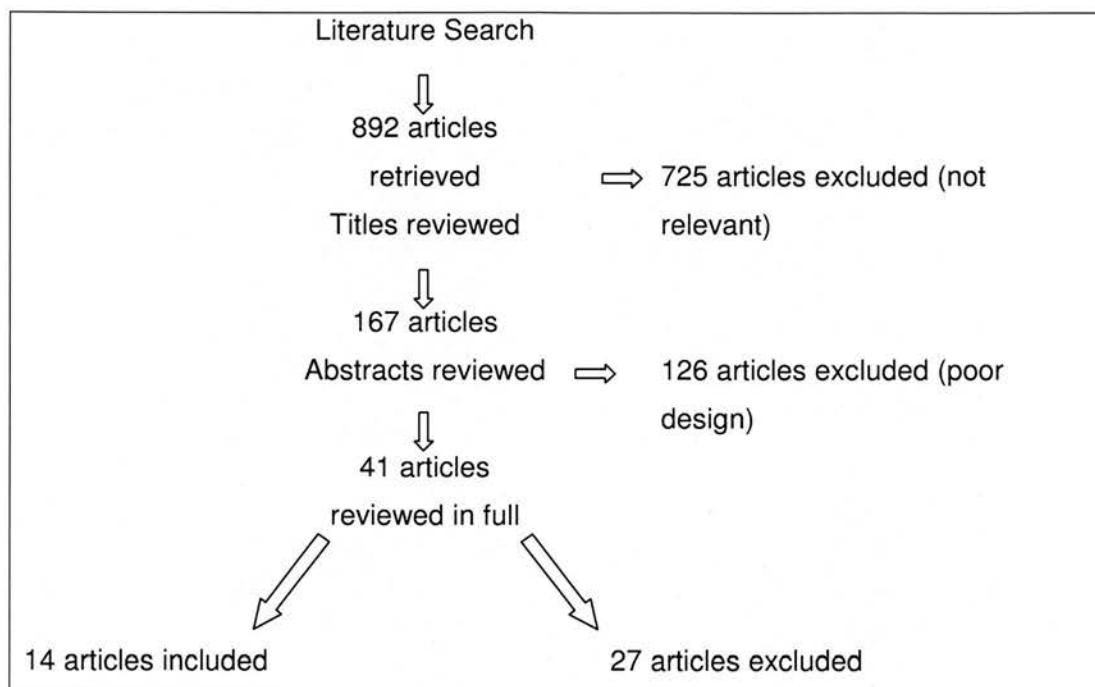 Literature Search
892 articles
retrieved
Titles reviewed
725 articles excluded (not
relevant)
167 articles
Abstracts reviewed
126 articles excluded (poor
design)
41 articles
reviewed in full
14 articles included
27 articles excluded